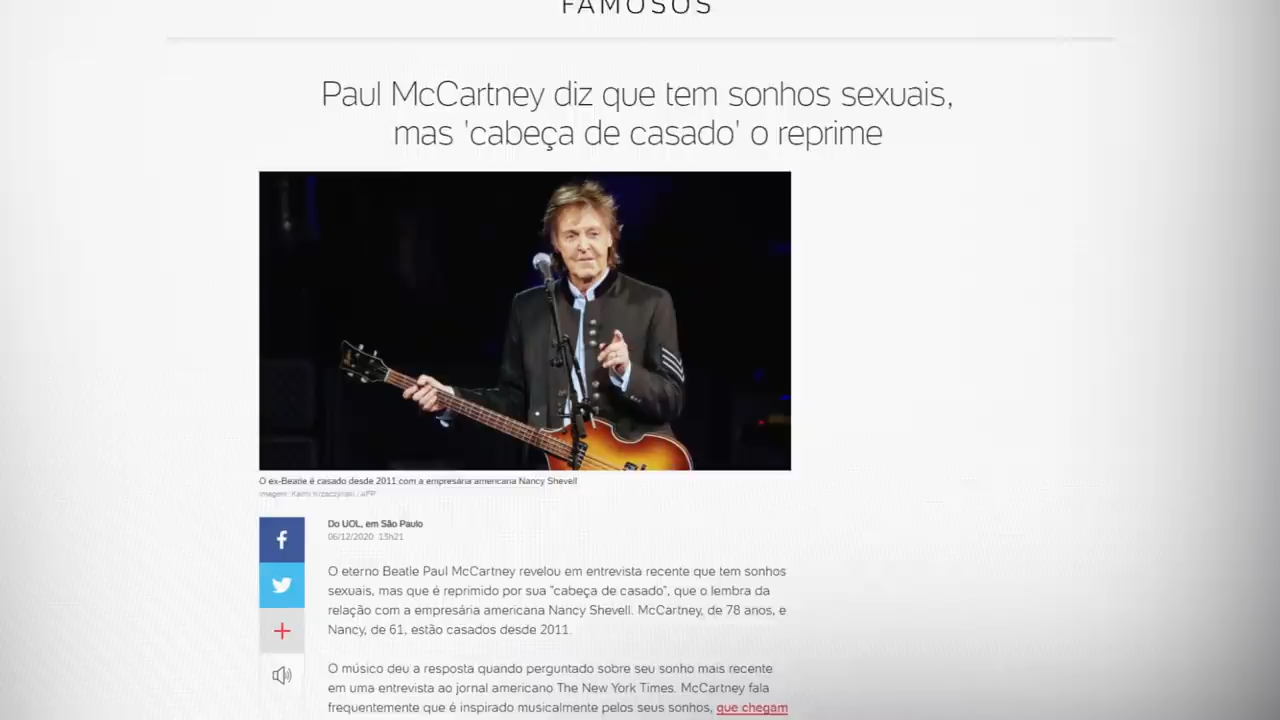 FAMOSOS
Paul McCartney diz que tem sonhos sexuais,
mas 'cabeça de casado' o reprime
O ex-Beatle é casado desde 2011 com a empresária americana Nancy Shevell
Imagem: Kamil Krzaczynski / AFP
Do UOL, em São Paulo
06/12/2020 13h21
O eterno Beatle Paul McCartney revelou em entrevista recente que tem sonhos
sexuais, mas que é reprimido por sua "cabeça de casado", que o lembra da
relação com a empresária americana Nancy Shevell. McCartney, de 78 anos, e
Nancy, de 61, estão casados desde 2011.
O músico deu a resposta quando perguntado sobre seu sonho mais recente
em uma entrevista ao jornal americano The New York Times. McCartney fala
frequentemente que é inspirado musicalmente pelos seus sonhos, que chegam